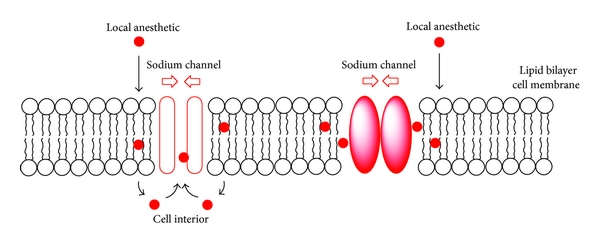 Local anesthetic
Local anesthetic
Sodium channel
Sodium channel
Lipid bilayer
cell membrane
Cell interior